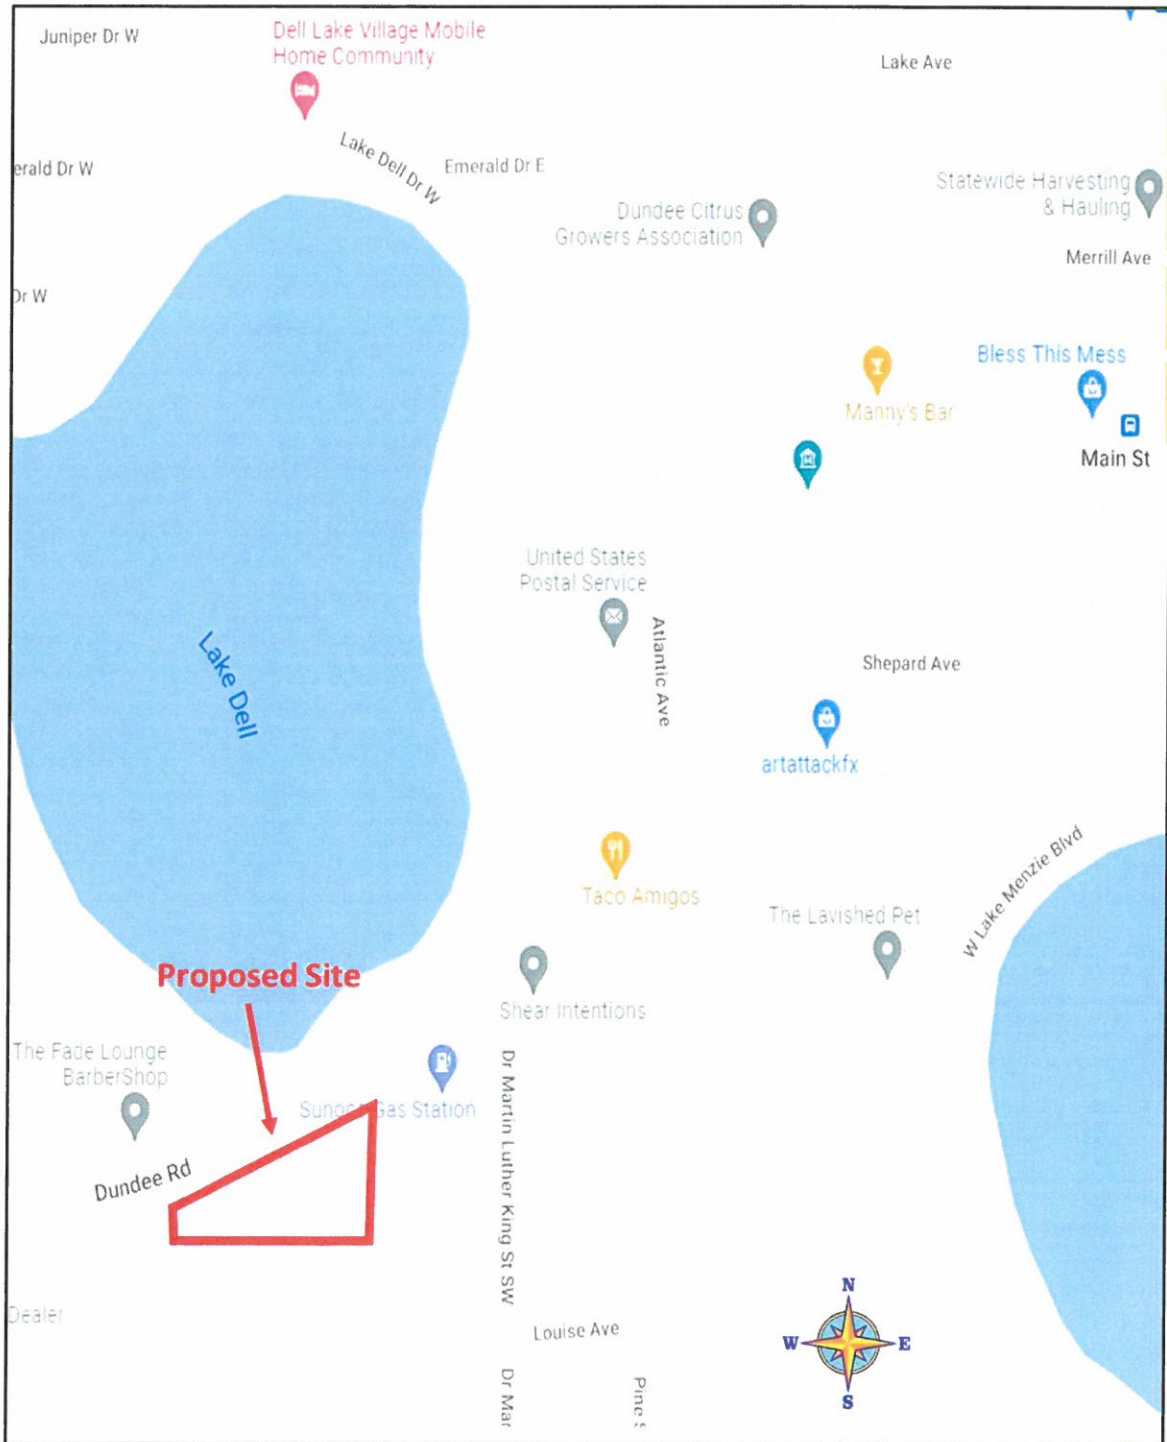 Juniper Dr W
Dell Lake Village Mobile
Home Community
Lake Ave
Lake Dell Dr W
Emerald Dr E
erald Dr W
Statewide Harvesting
& Hauling
Dundee Citrus
Growers Association
Merrill Ave
Dr W
Bless This Mess
Manny's Bar
Main St
United States
Postal Service
Atlantic Ave
Lake Dell
Shepard Ave
artattackfx
W Lake Menzie Blvd
Taco Amigos
The Lavished Pet
Proposed Site
Shear Intentions
The Fade Lounge
BarberShop
Sunoco Gas Station
Dr Martin Luther King St SW
Dundee Rd
N
W
E
S
Dealer
Louise Ave
Dr Mar
Pine